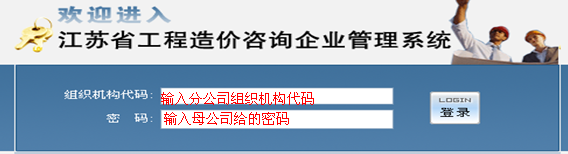 欢迎进入
江苏省工程造价咨询企业管理系统
组织机构代码: 输入分公司组织机构代码
密 码: 输入母公司给的密码
LOGIN
登录